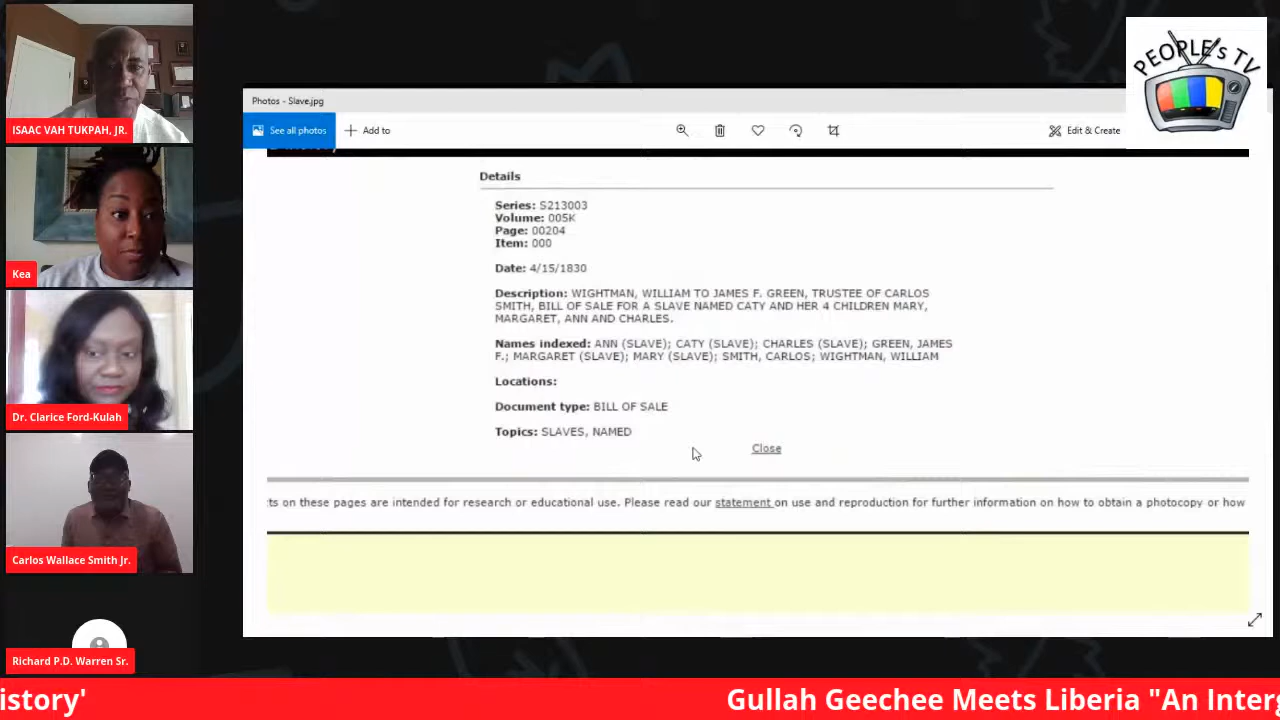 ISAAC VAH TUKPAH, JR.
Kea
Dr. Clarice Ford-Kulah
Carlos Wallace Smith Jr.
Richard P.D. Warren Sr.
PEOPLE's TV
Photos - Slave.jpg
See all photos
Add to
Edit & Create
Details
Series: S213003
Volume: 005K
Page: 00204
Item: 000
Date: 4/15/1830
Description: WIGHTMAN, WILLIAM TO JAMES F. GREEN, TRUSTEE OF CARLOS
SMITH, BILL OF SALE FOR A SLAVE NAMED CATY AND HER 4 CHILDREN MARY,
MARGARET, ANN AND CHARLES.
Names indexed: ANN (SLAVE); CATY (SLAVE); CHARLES (SLAVE); GREEN, JAMES
F.; MARGARET (SLAVE); MARY (SLAVE); SMITH, CARLOS; WIGHTMAN, WILLIAM
Locations:
Document type: BILL OF SALE
Topics: SLAVES, NAMED
Close
ts on these pages are intended for research or educational use. Please read our statement on use and reproduction for further information on how to obtain a photocopy or how
istory' Gullah Geechee Meets Liberia "An Interg